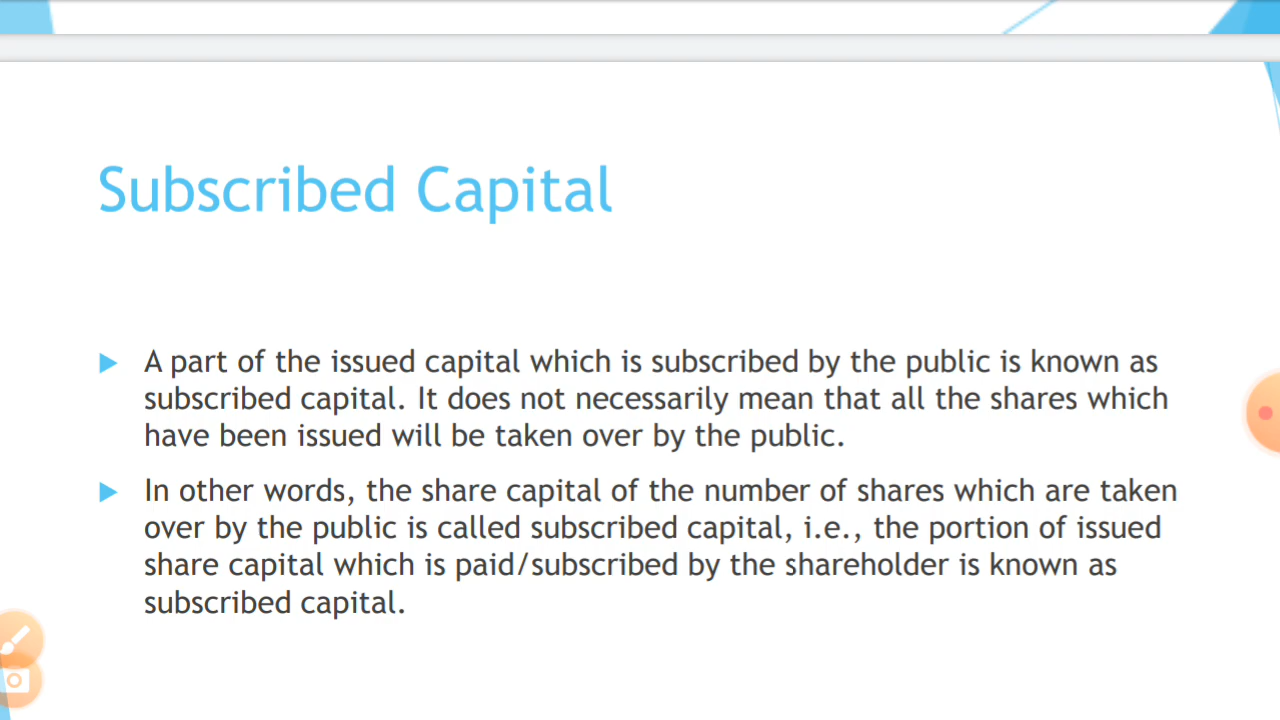 Subscribed Capital
A part of the issued capital which is subscribed by the public is known as
subscribed capital. It does not necessarily mean that all the shares which
have been issued will be taken over by the public.
In other words, the share capital of the number of shares which are taken
over by the public is called subscribed capital, i.e., the portion of issued
share capital which is paid/subscribed by the shareholder is known as
subscribed capital.